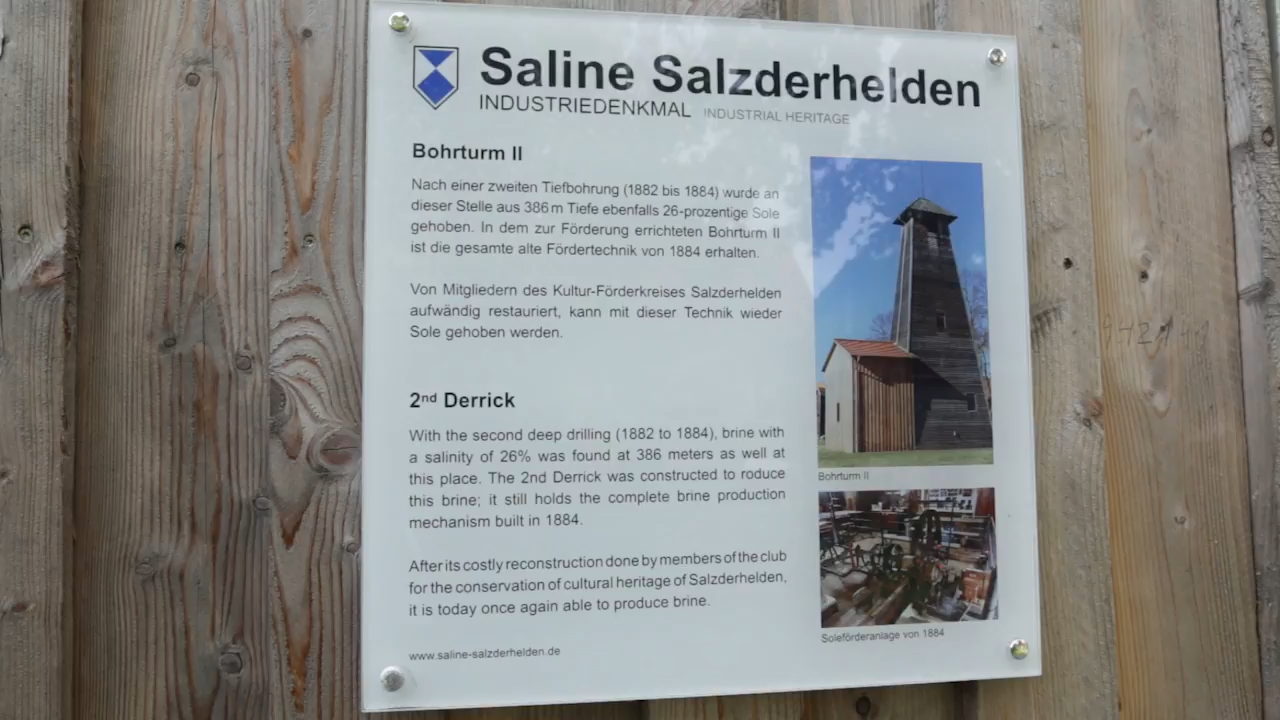 Saline Salzderhelden
INDUSTRIEDENKMAL INDUSTRIAL HERITAGE
Bohrturm II
Nach einer zweiten Tiefbohrung (1882 bis 1884) wurde an
dieser Stelle aus 386 m Tiefe ebenfalls 26-prozentige Sole
gehoben. In dem zur Förderung errichteten Bohrturm II
ist die gesamte alte Fördertechnik von 1884 erhalten.
Von Mitgliedern des Kultur-Förderkreises Salzderhelden
aufwändig restauriert, kann mit dieser Technik wieder
Sole gehoben werden.
2nd Derrick
With the second deep drilling (1882 to 1884), brine with
a salinity of 26% was found at 386 meters as well at
this place. The 2nd Derrick was constructed to roduce
this brine; it still holds the complete brine production
mechanism built in 1884.
After its costly reconstruction done by members of the club
for the conservation of cultural heritage of Salzderhelden,
it is today once again able to produce brine.
www.saline-salzderhelden.de
Bohrturm II
Soleförderanlage von 1884